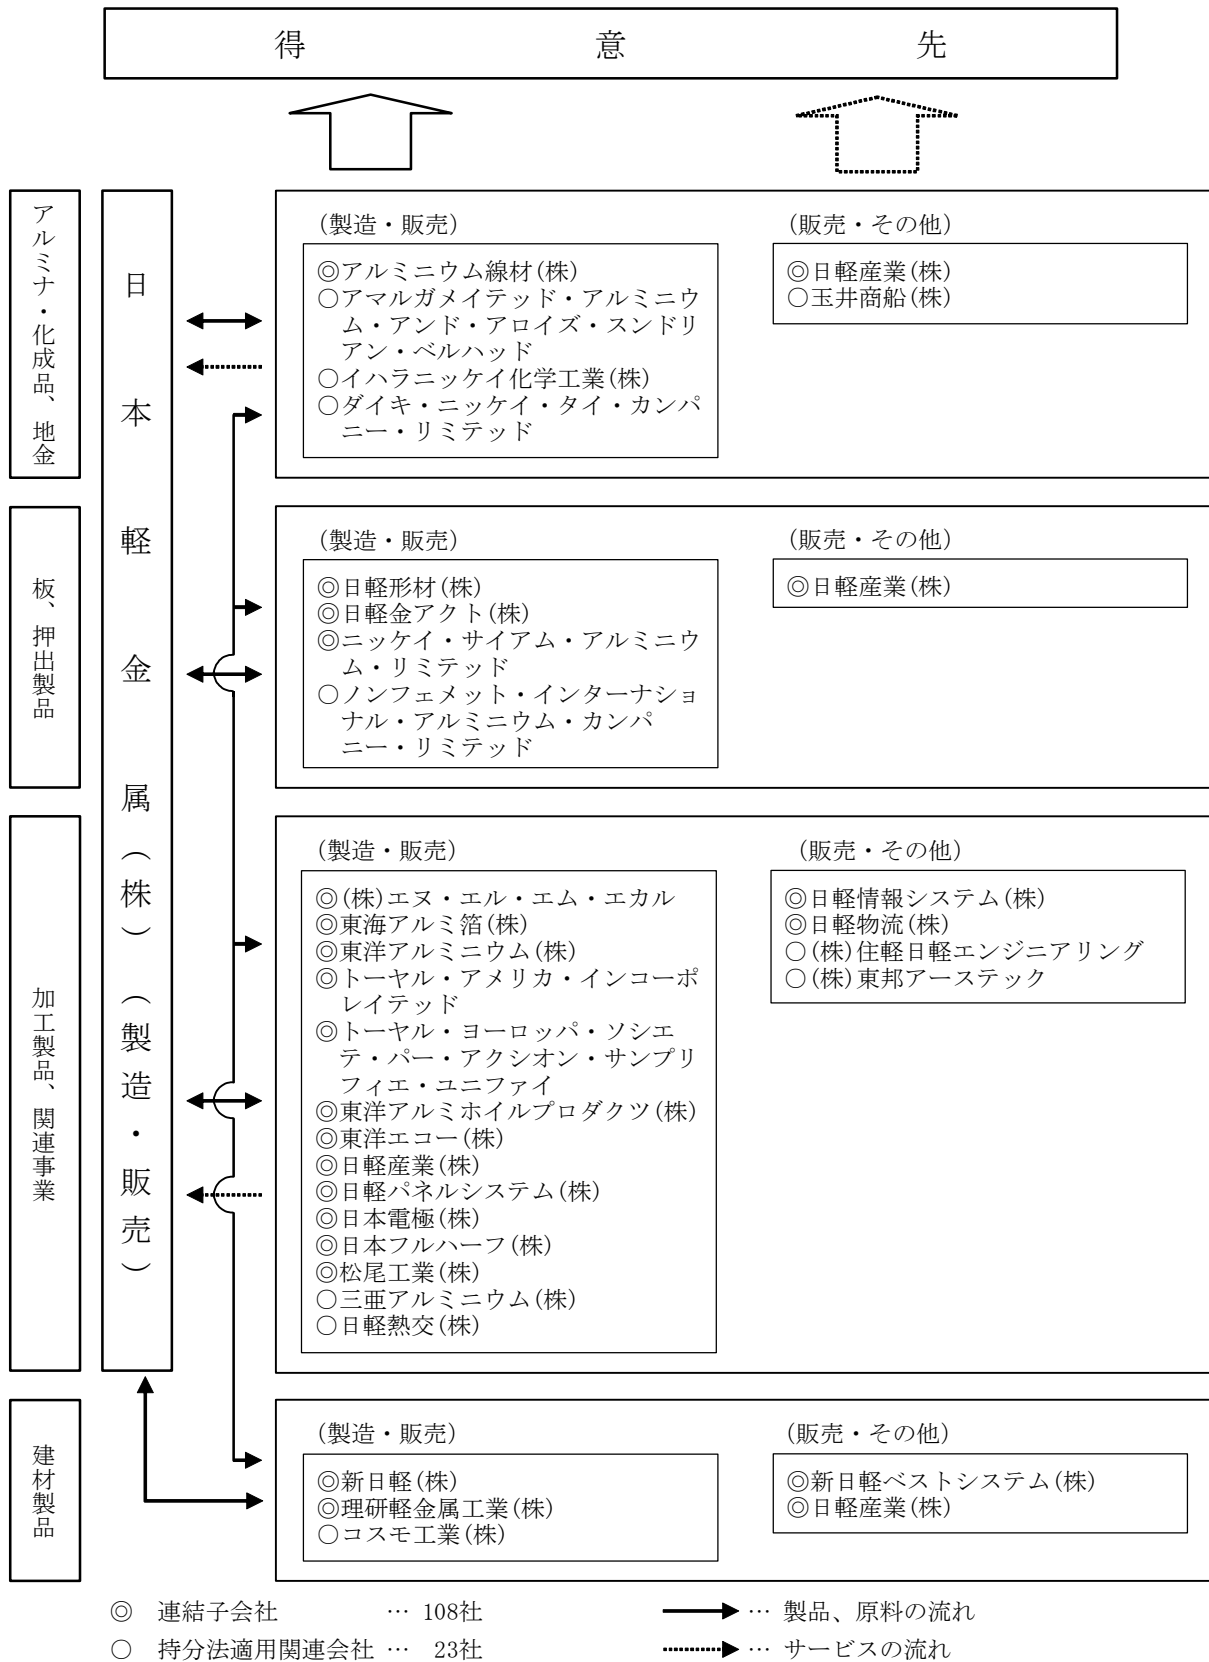 得意先
アルミナ・化成品、地金
日本軽金属(株)(製造・販売)
(製造・販売)
◎アルミニウム線材(株)
○アマルガメイテッド・アルミニウ
ム・アンド・アロイズ・スンドリ
アン・ベルハッド
○イハラニッケイ化学工業(株)
○ダイキ・ニッケイ・タイ・カンパ
ニー・リミテッド
(販売・その他)
◎日軽産業(株)
○玉井商船(株)
板、押出製品
(製造・販売)
◎日軽形材(株)
◎日軽金アクト(株)
◎ニッケイ・サイアム・アルミニウ
ム・リミテッド
○ノンフェメット・インターナショ
ナル・アルミニウム・カンパ
ニー・リミテッド
(販売・その他)
◎日軽産業(株)
加工製品、関連事業
(製造・販売)
◎(株)エヌ・エル・エム・エカル
◎東海アルミ箔(株)
◎東洋アルミニウム(株)
◎トーヤル・アメリカ・インコーポ
レイテッド
◎トーヤル・ヨーロッパ・ソシエ
テ・パー・アクシオン・サンプリ
フィエ・ユニファイ
◎東洋アルミホイルプロダクツ(株)
◎東洋エコー(株)
◎日軽産業(株)
◎日軽パネルシステム(株)
◎日本電極(株)
◎日本フルハーフ(株)
◎松尾工業(株)
○三亜アルミニウム(株)
○日軽熱交(株)
(販売・その他)
◎日軽情報システム(株)
◎日軽物流(株)
○(株)住軽日軽エンジニアリング
○(株)東邦アーステック
建材製品
(製造・販売)
◎新日軽(株)
◎理研軽金属工業(株)
○コスモ工業(株)
(販売・その他)
◎新日軽ベストシステム(株)
◎日軽産業(株)
◎ 連結子会社 … 108社
… 製品、原料の流れ
○ 持分法適用関連会社 … 23社
… サービスの流れ